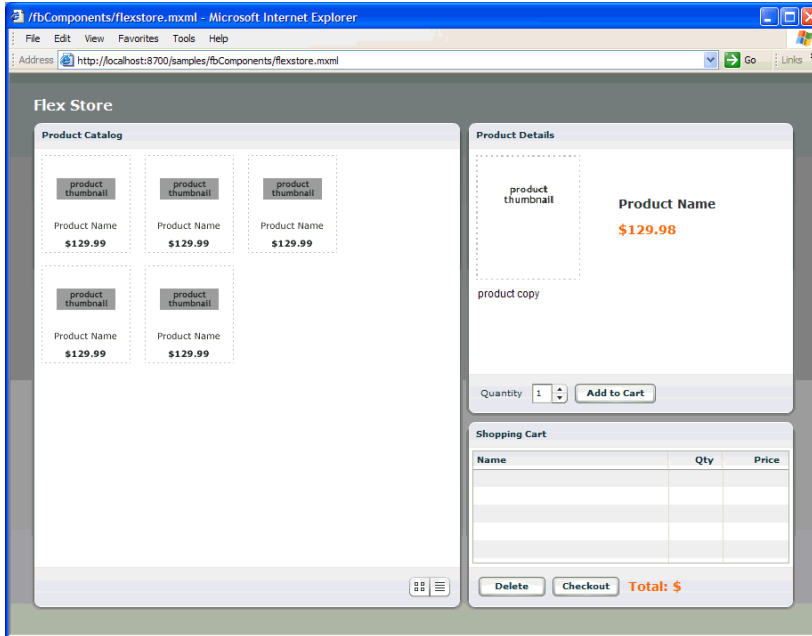 /fbComponents/flexstore.mxml - Microsoft Internet Explorer
File Edit View Favorites Tools Help
Address http://localhost:8700/samples/fbComponents/flexstore.mxml Go Links
Flex Store
Product Catalog
product thumbnail
Product Name
$129.99
product thumbnail
Product Name
$129.99
product thumbnail
Product Name
$129.99
product thumbnail
Product Name
$129.99
product thumbnail
Product Name
$129.99
Product Details
product
thumbnail
Product Name
$129.98
product copy
Quantity 1 Add to Cart
Shopping Cart
Name Qty Price
Delete Checkout Total: $